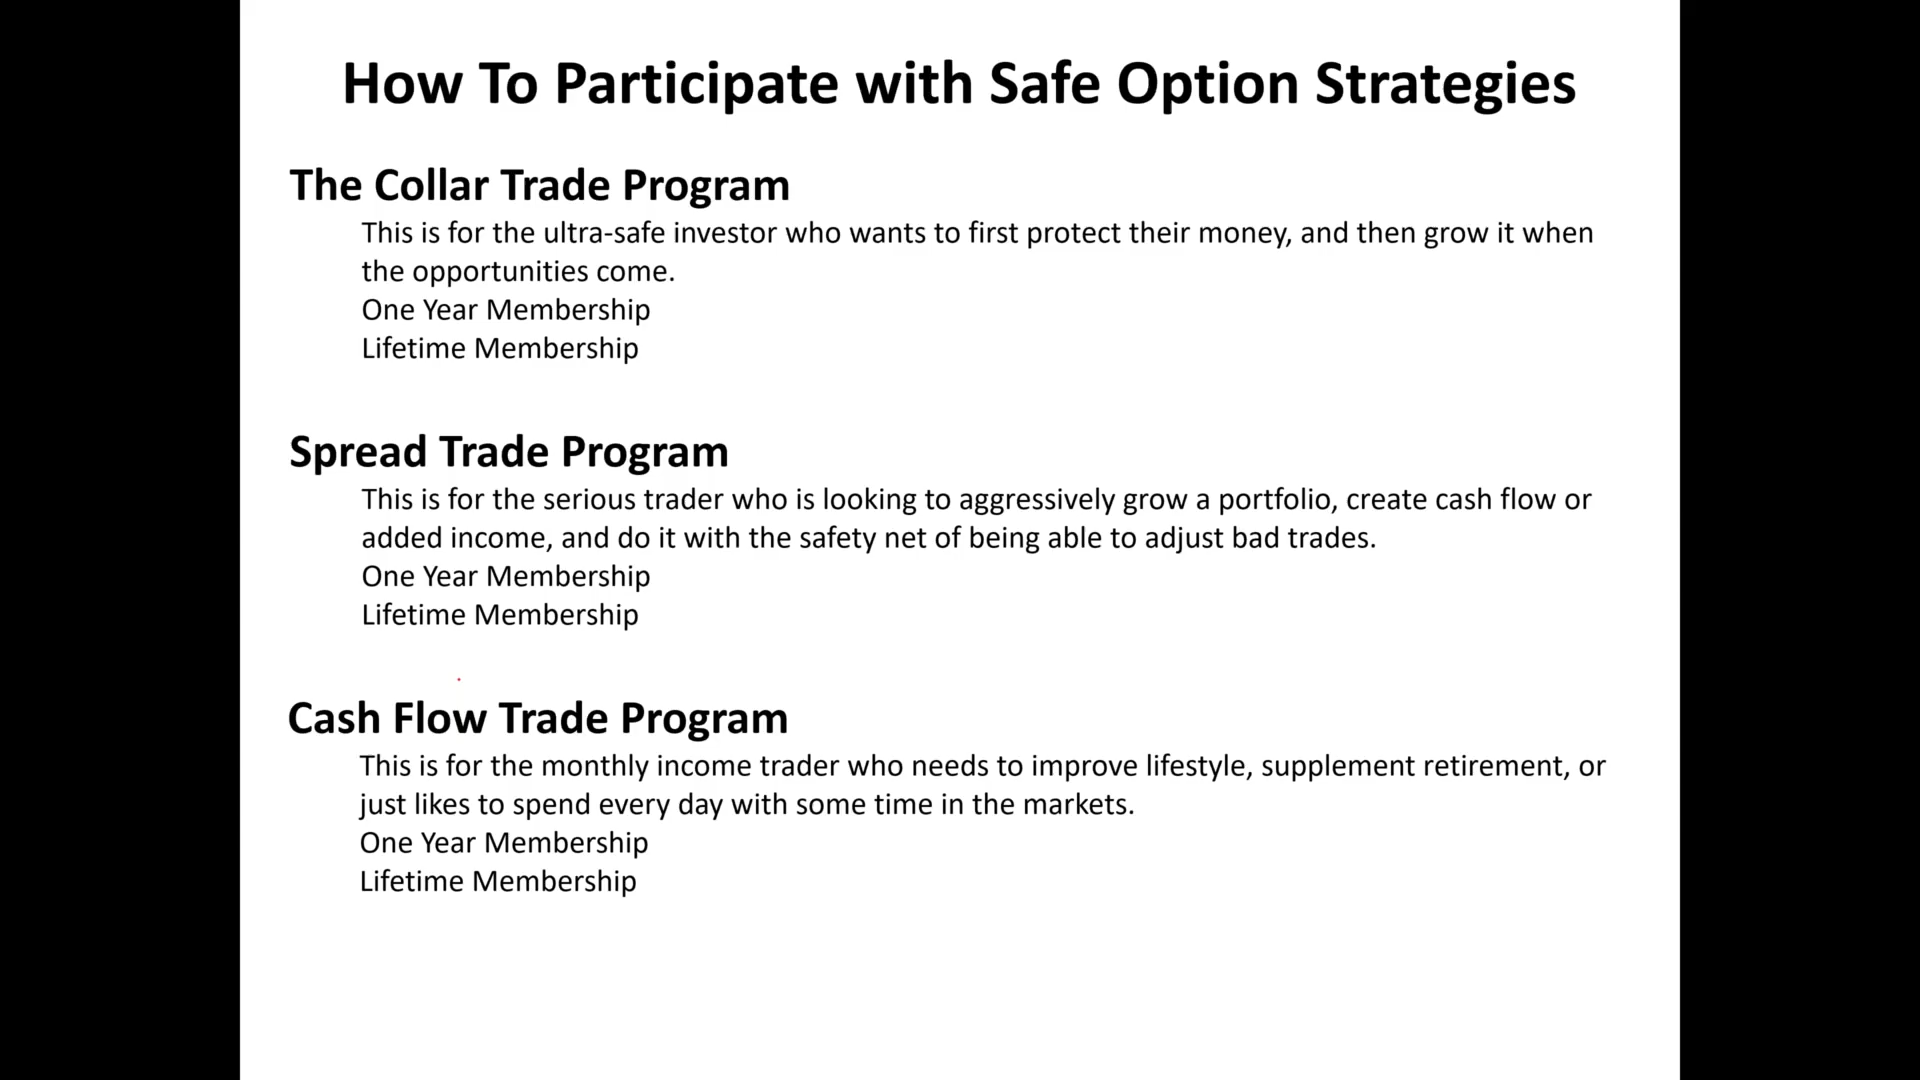 How To Participate with Safe Option Strategies
The Collar Trade Program
This is for the ultra-safe investor who wants to first protect their money, and then grow it when
the opportunities come.
One Year Membership
Lifetime Membership
Spread Trade Program
This is for the serious trader who is looking to aggressively grow a portfolio, create cash flow or
added income, and do it with the safety net of being able to adjust bad trades.
One Year Membership
Lifetime Membership
Cash Flow Trade Program
This is for the monthly income trader who needs to improve lifestyle, supplement retirement, or
just likes to spend every day with some time in the markets.
One Year Membership
Lifetime Membership